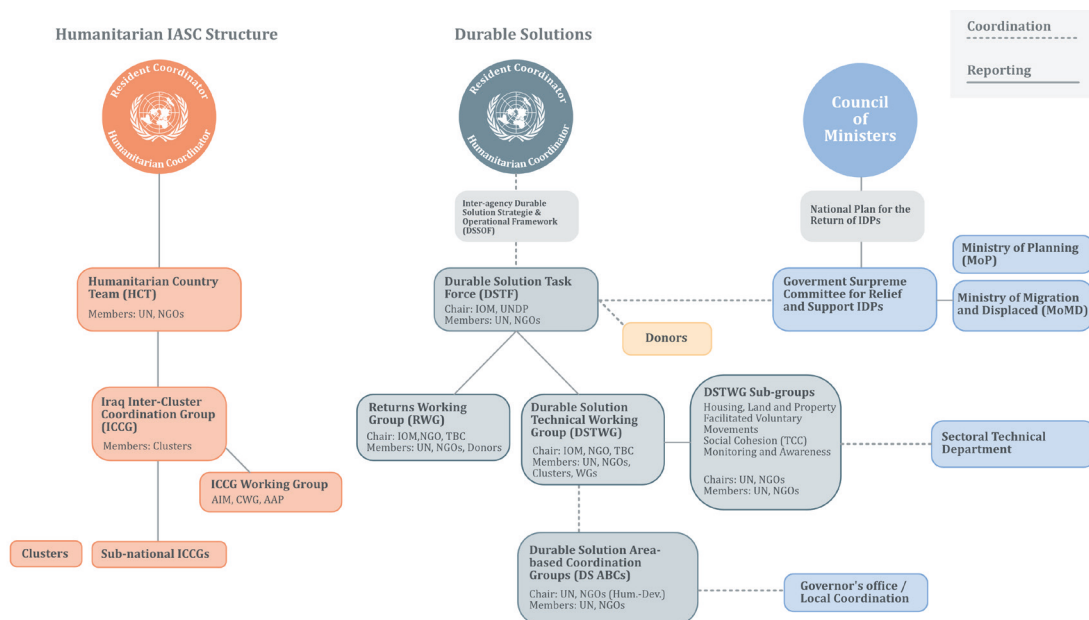 Humanitarian IASC Structure
Resident Coordinator
Humanitarian Coordinator
Humanitarian Country
Team (HCT)
Members: UN, NGOs
Iraq Inter-Cluster
Coordination Group
(ICCG)
Members: Clusters
ICCG Working Group
AIM, CWG, AAP
Clusters
Sub-national ICCGs
Durable Solutions
Resident Coordinator
Humanitarian Coordinator
Inter-agency Durable
Solution Strategie &
Operational Framework
(DSSOF)
Durable Solution Task
Force (DSTF)
Chair: IOM, UNDP
Members: UN, NGOs
Donors
Returns Working
Group (RWG)
Chair: IOM,NGO, TBC
Members: UN, NGOs, Donors
Durable Solution
Technical Working
Group (DSTWG)
Chair: IOM, NGO, TBC
Members: UN, NGOs,
Clusters, WGs
DSTWG Sub-groups
Housing, Land and Property
Facilitated Voluntary
Movements
Social Cohesion (TCC)
Monitoring and Awareness
Chairs: UN, NGOs
Members: UN, NGOs
Durable Solution Area-
based Coordination
Groups (DS ABCs)
Chair: UN, NGOs (Hum.-Dev.)
Members: UN, NGOs
Council
of
Ministers
National Plan for the
Return of IDPs
Goverment Surpreme
Committee for Relief
and Support IDPs
Ministry of Planning
(MoP)
Ministry of Migration
and Displaced (MoMD)
Sectoral Technical
Department
Governor's office /
Local Coordination
Coordination
Reporting